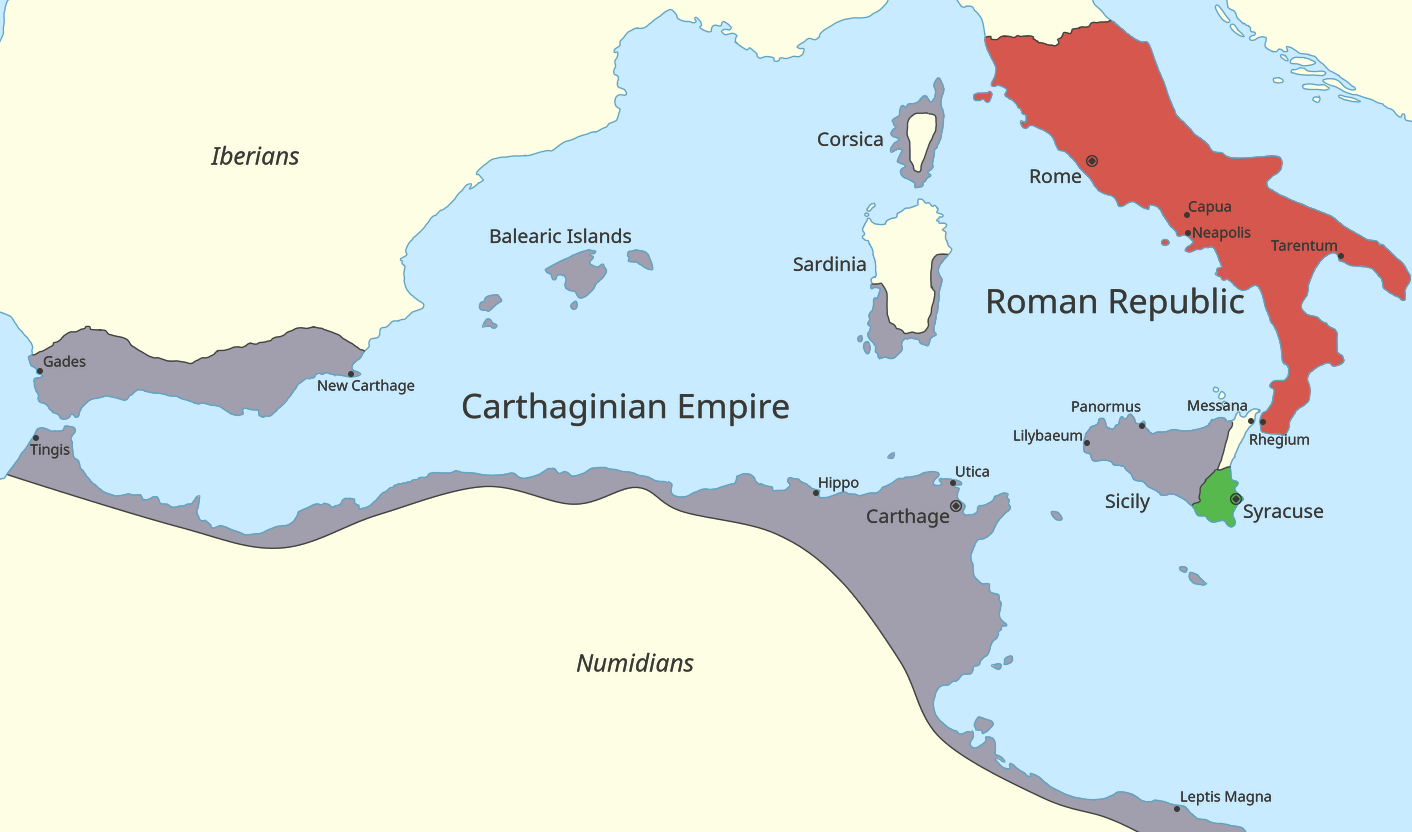 Corsica
Iberians
Rome
Capua
Neapolis
Balearic Islands
Tarentum
Sardinia
Roman Republic
Gades
New Carthage
Carthaginian Empire
Panormus
Messana
Lilybaeum
Rhegium
Tingis
Utica
Hippo
Sicily
Carthage
Syracuse
Numidians
Leptis Magna